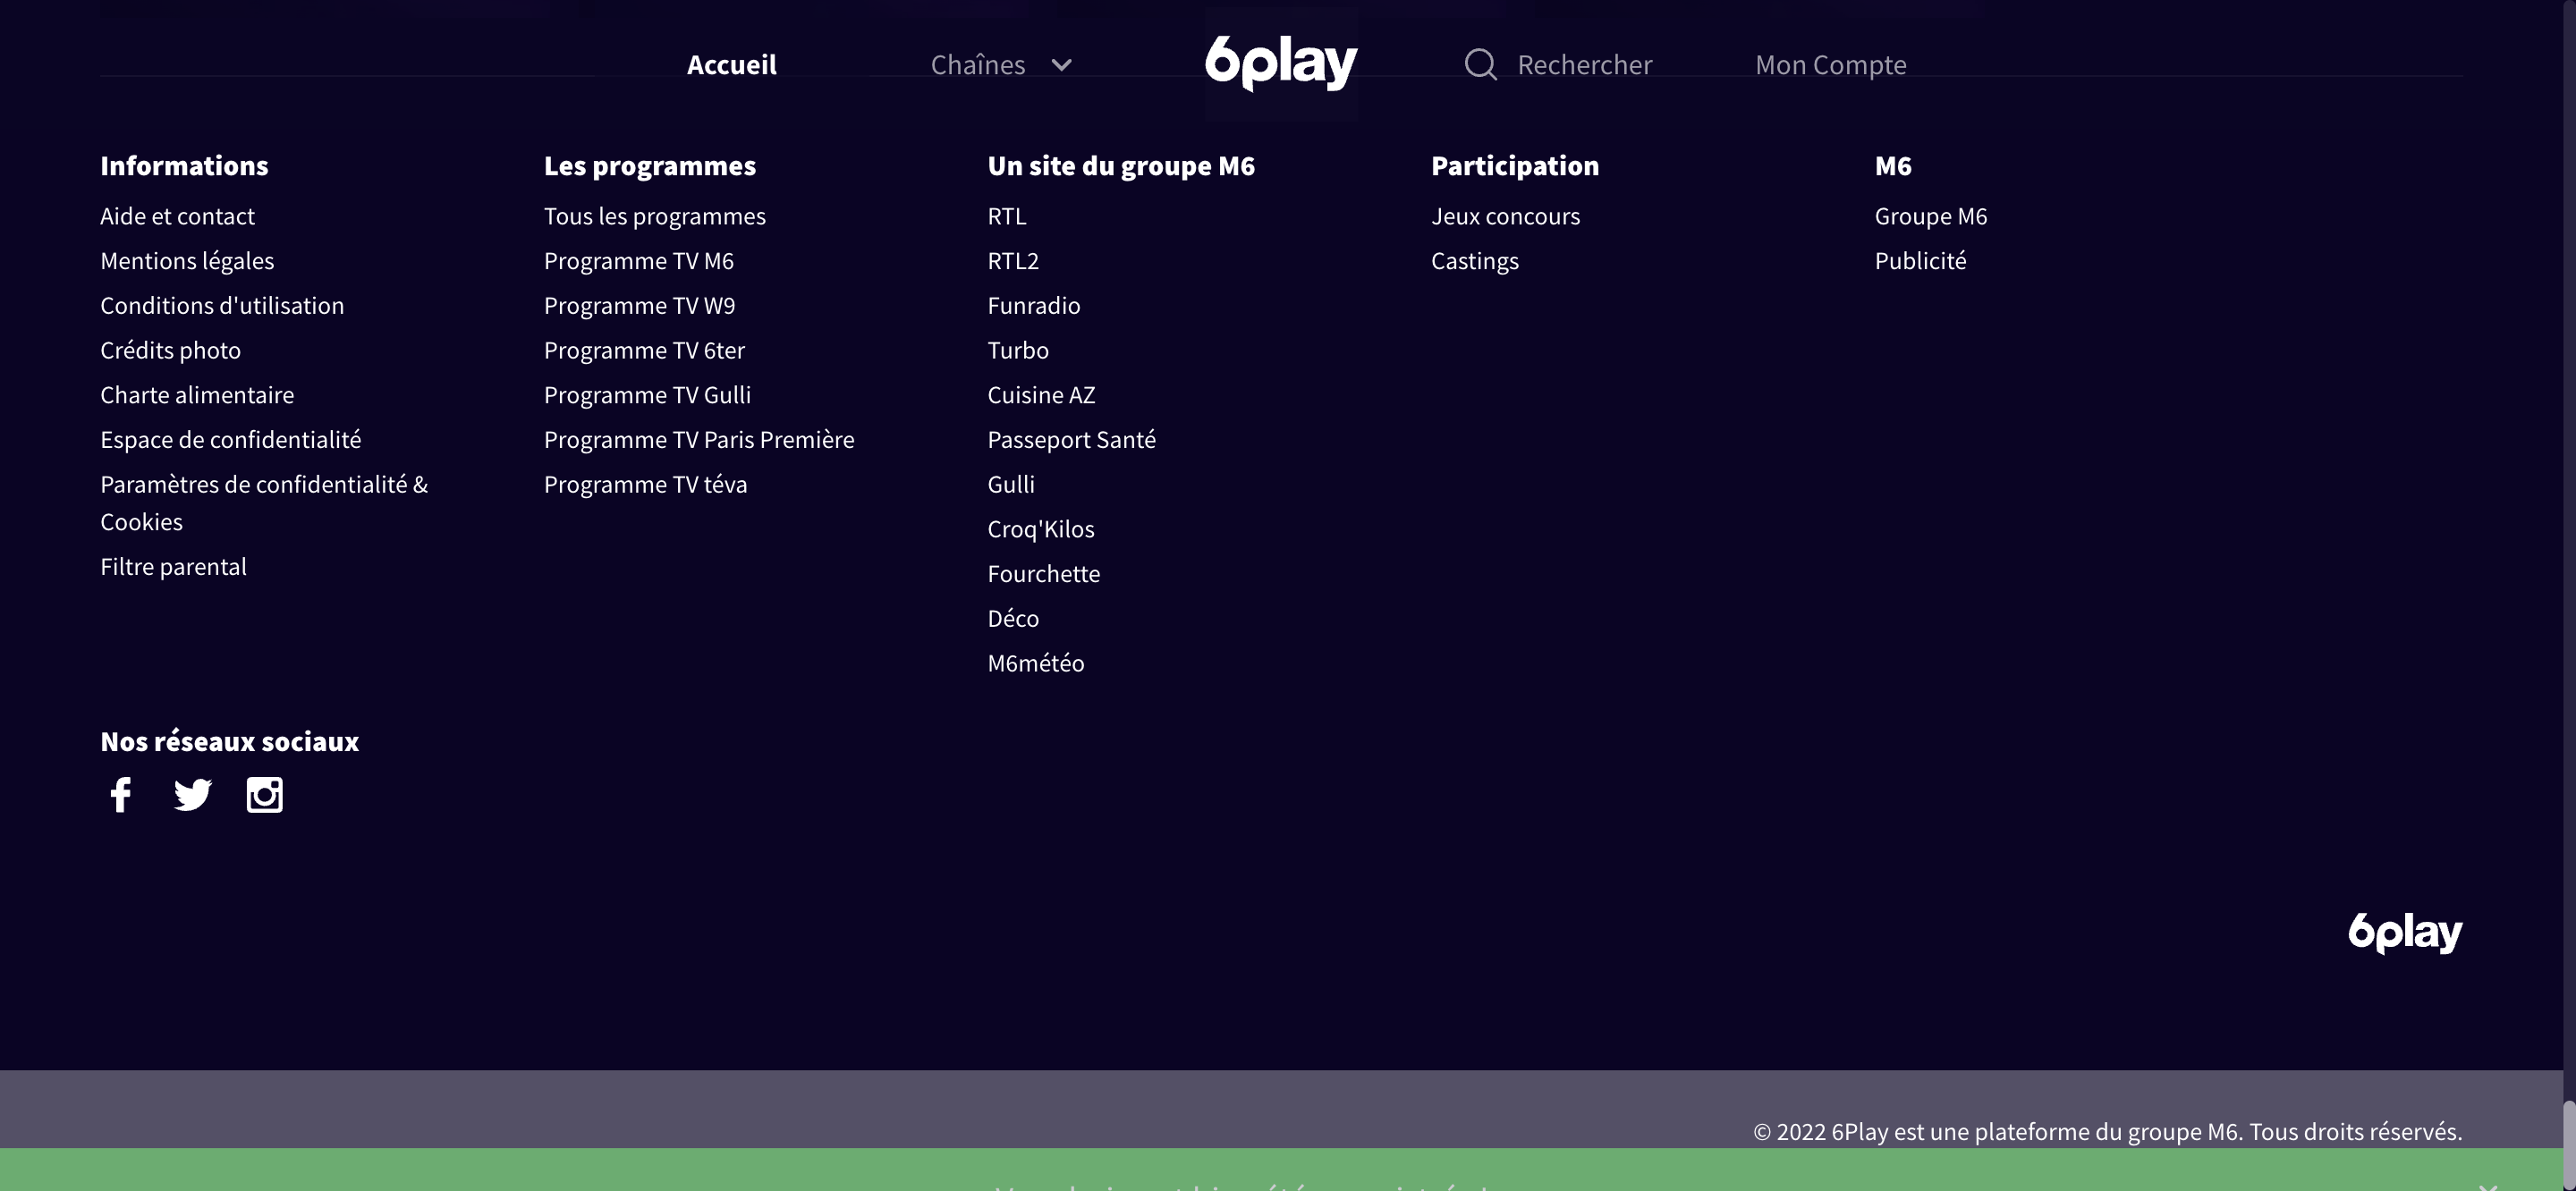 Accueil
Chaînes
6play
Rechercher
Mon Compte
Informations
Aide et contact
Mentions légales
Conditions d'utilisation
Crédits photo
Charte alimentaire
Espace de confidentialité
Paramètres de confidentialité &
Cookies
Filtre parental
Les programmes
Tous les programmes
Programme TV M6
Programme TV W9
Programme TV 6ter
Programme TV Gulli
Programme TV Paris Première
Programme TV téva
Un site du groupe M6
RTL
RTL2
Funradio
Turbo
Cuisine AZ
Passeport Santé
Gulli
Croq'Kilos
Fourchette
Déco
M6météo
Participation
Jeux concours
Castings
M6
Groupe M6
Publicité
Nos réseaux sociaux
6play
© 2022 6Play est une plateforme du groupe M6. Tous droits réservés.